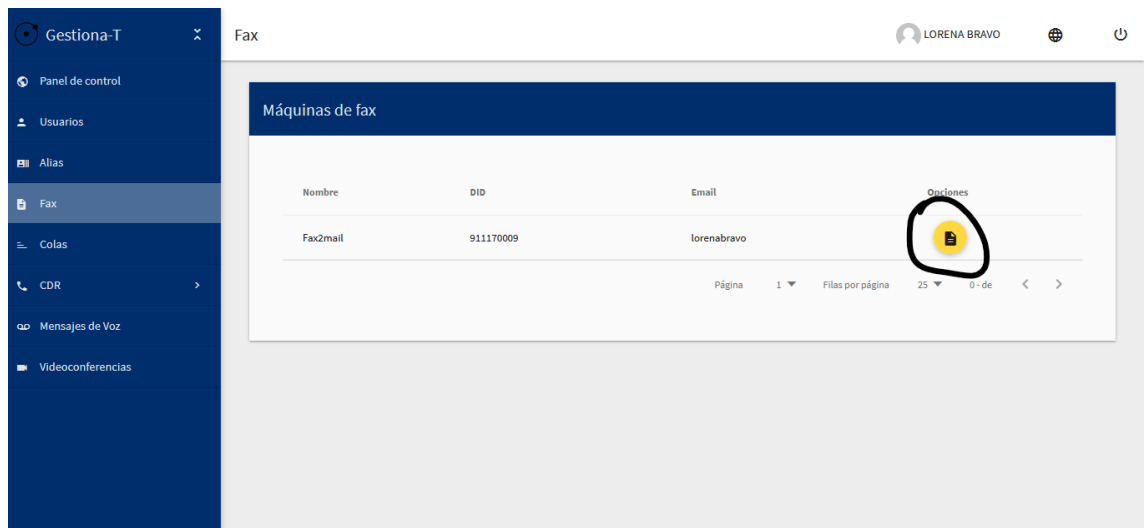 Gestiona-T
Fax
LORENA BRAVO
Panel de control
Usuarios
Alias
Fax
Colas
CDR
Mensajes de Voz
Videoconferencias
Máquinas de fax
Nombre DID Email Opciones
Fax2mail 911170009 lorenabravo
Página 1 Filas por página 25 0 - de